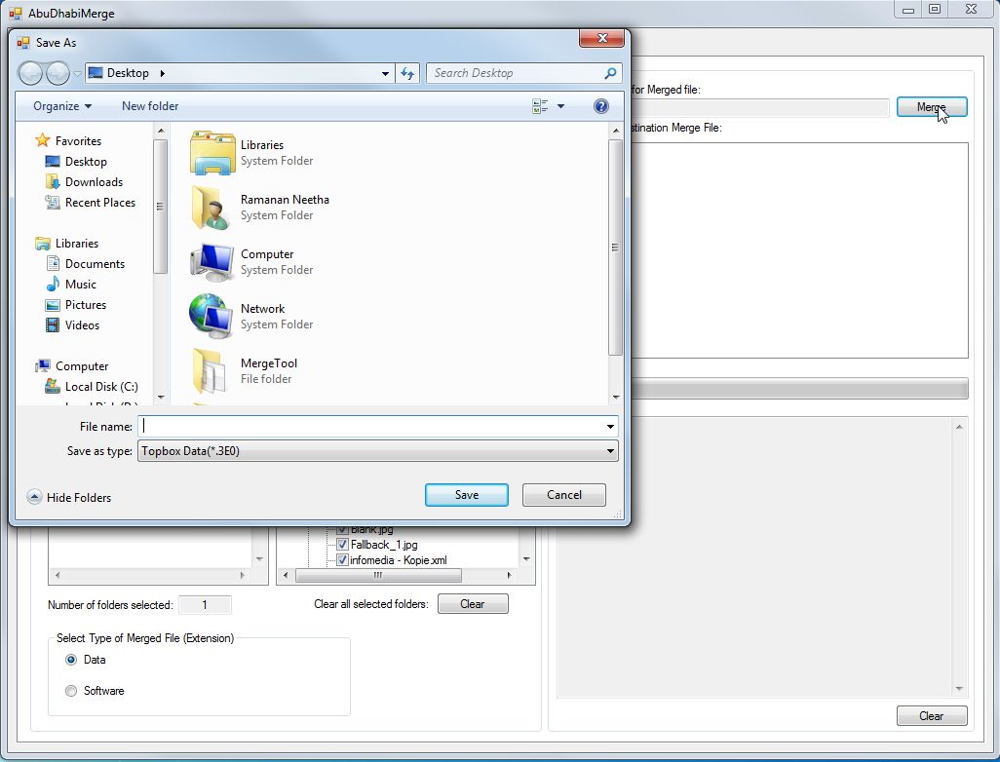 AbuDhabiMerge
Save As
Desktop
Search Desktop
Organize
New folder
Favorites
Desktop
Downloads
Recent Places
Libraries
Documents
Music
Pictures
Videos
Computer
Local Disk (C:)
Libraries
System Folder
Ramanan Neetha
System Folder
Computer
System Folder
Network
System Folder
MergeTool
File folder
File name:
Save as type:
Topbox Data(*.3E0)
Hide Folders
Save
Cancel
for Merged file:
Merge
stination Merge File:
blank.jpg
Fallback_1.jpg
infomedia - Kopie.xml
Number of folders selected:
1
Clear all selected folders:
Clear
Select Type of Merged File (Extension)
Data
Software
Clear